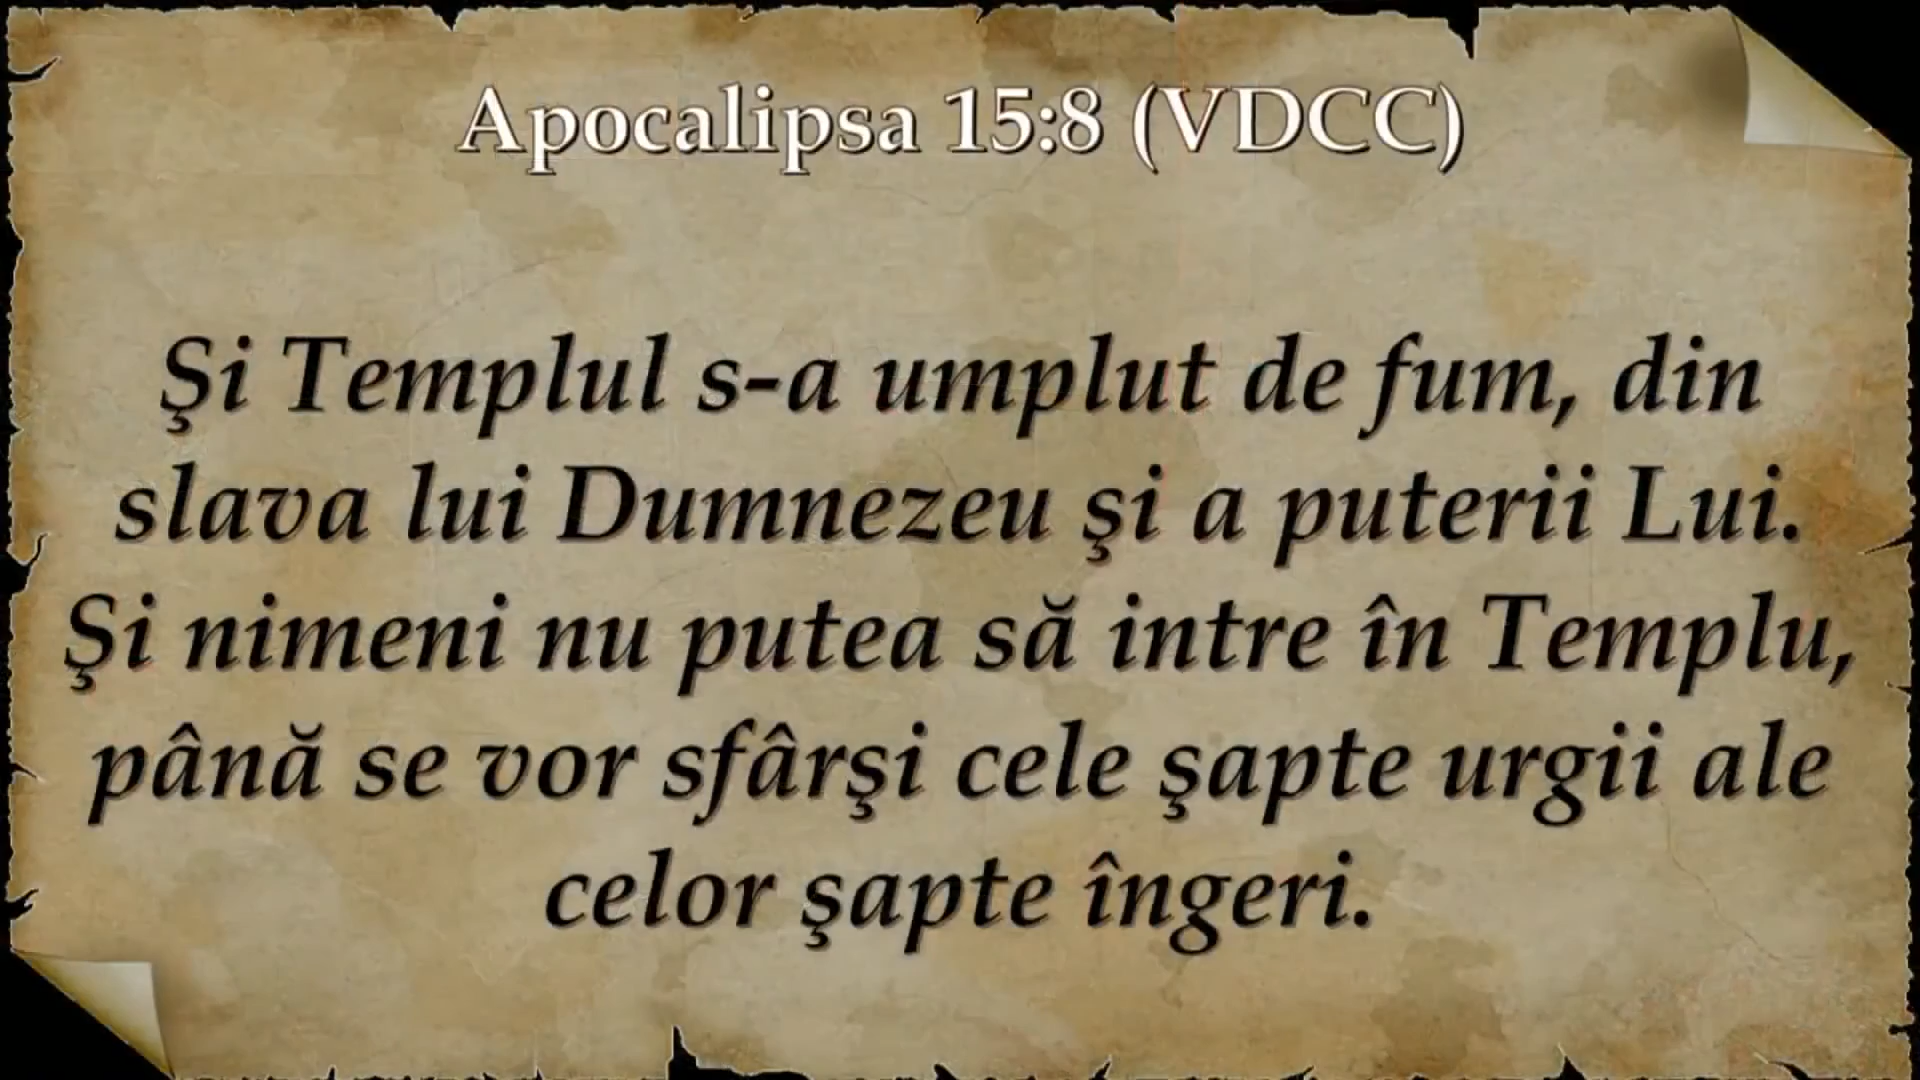 Apocalipsa 15:8 (VDCC)
Şi Templul s-a umplut de fum, din
slava lui Dumnezeu şi a puterii Lui.
Şi nimeni nu putea să intre în Templu,
până se vor sfârşi cele şapte urgii ale
celor şapte îngeri.